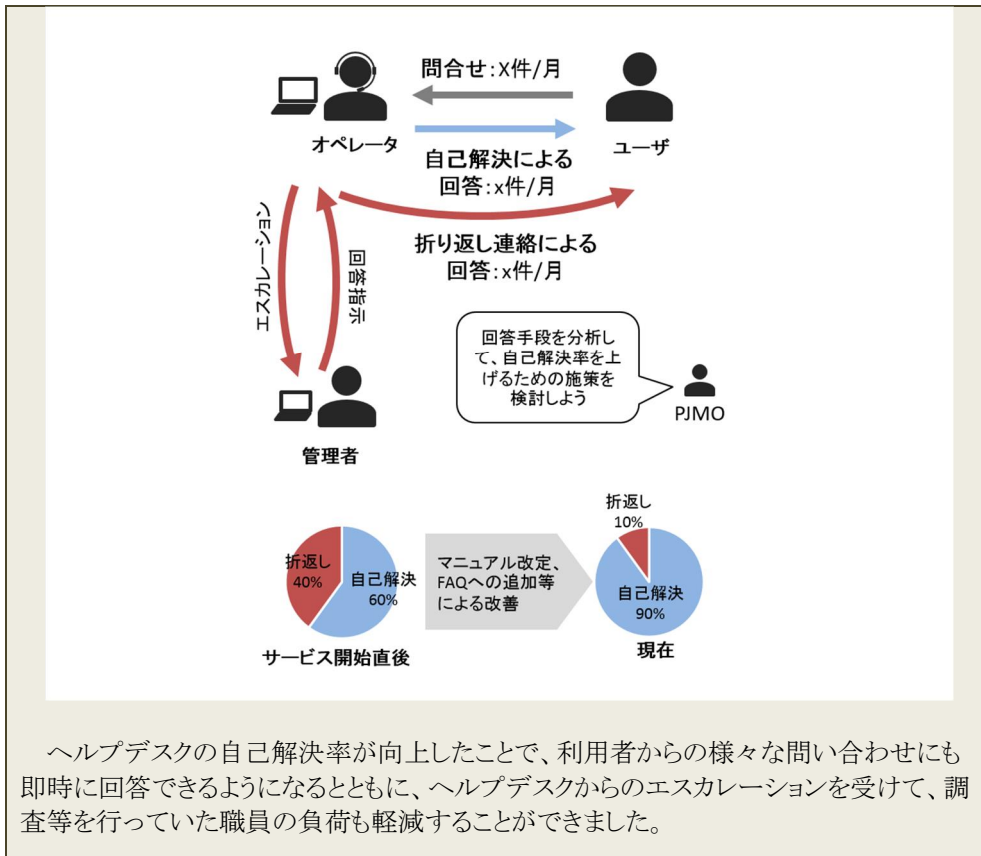 問合せ:X件/月
オペレータ
ユーザ
自己解決による
回答:x件/月
折り返し連絡による
回答:x件/月
エスカレーション
回答指示
回答手段を分析し
て、自己解決率を上
げるための施策を
検討しよう
PJMO
管理者
折返し
40%
自己解決
60%
サービス開始直後
マニュアル改定、
FAQへの追加等
による改善
折返し
10%
自己解決
90%
現在
ヘルプデスクの自己解決率が向上したことで、利用者からの様々な問い合わせにも
即時に回答できるようになるとともに、ヘルプデスクからのエスカレーションを受けて、調
査等を行っていた職員の負荷も軽減することができました。